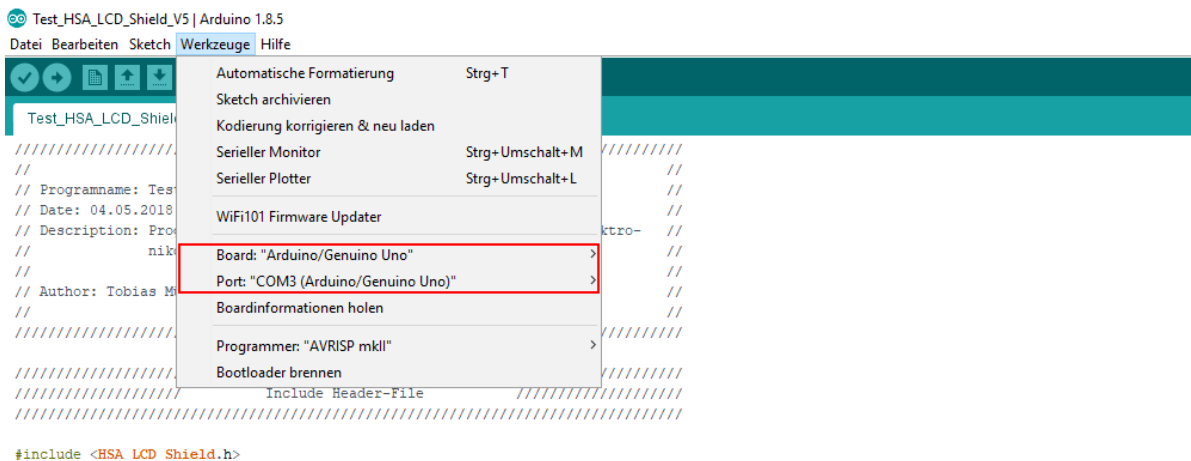 Test_HSA_LCD_Shield_V5 | Arduino 1.8.5
Datei Bearbeiten Sketch Werkzeuge Hilfe
Automatische Formatierung Strg+T
Sketch archivieren
Kodierung korrigieren & neu laden
Serieller Monitor Strg+Umschalt+M
Serieller Plotter Strg+Umschalt+L
WiFi101 Firmware Updater
Board: "Arduino/Genuino Uno"
Port: "COM3 (Arduino/Genuino Uno)"
Boardinformationen holen
Programmer: "AVRISP mkII"
Bootloader brennen
Test_HSA_LCD_Shiel
//////////////////// //////////
// //
// Programname: Tes //
// Date: 04.05.2018 //
// Description: Pro ktro- //
// nik //
// //
// Author: Tobias M //
// //
//////////////////// //////////
//////////////////// //////////
//////////////////// Include Header-File ////////////////////
////////////////////////////////////////////////////////////////////////////////
#include <HSA_LCD_Shield.h>